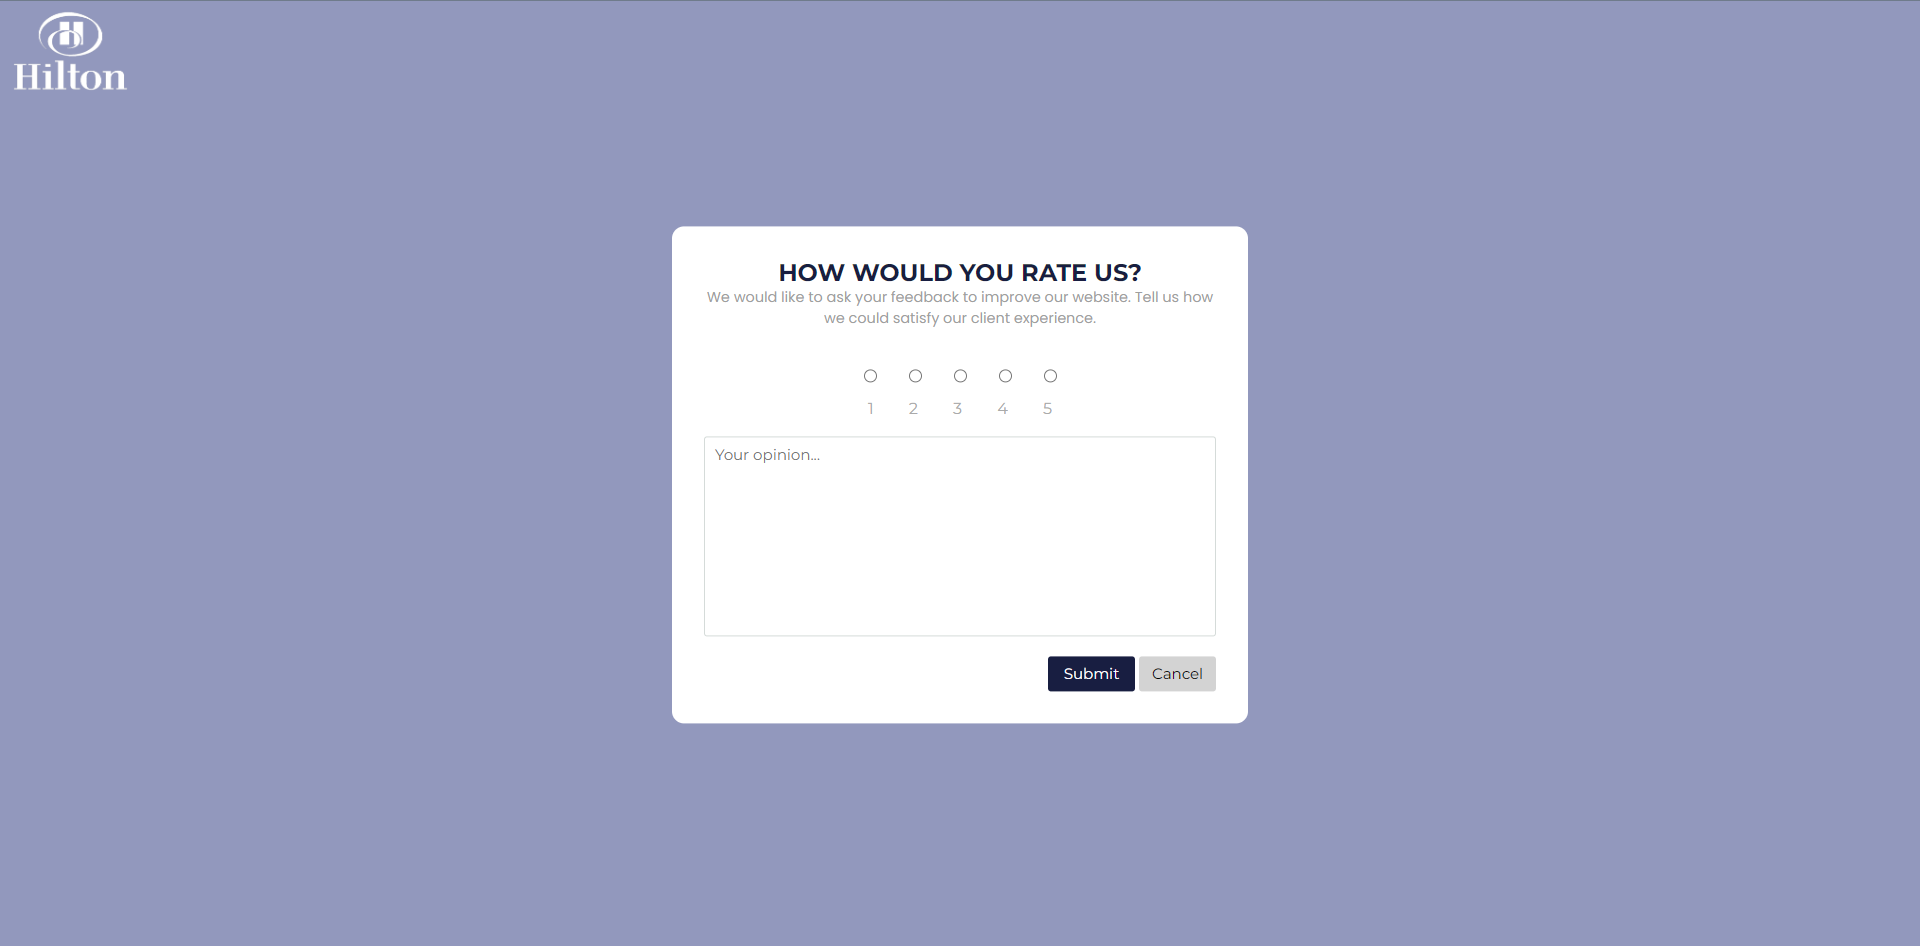 Hilton
HOW WOULD YOU RATE US?
We would like to ask your feedback to improve our website. Tell us how
we could satisfy our client experience.
1 2 3 4 5
Your opinion...
Submit Cancel